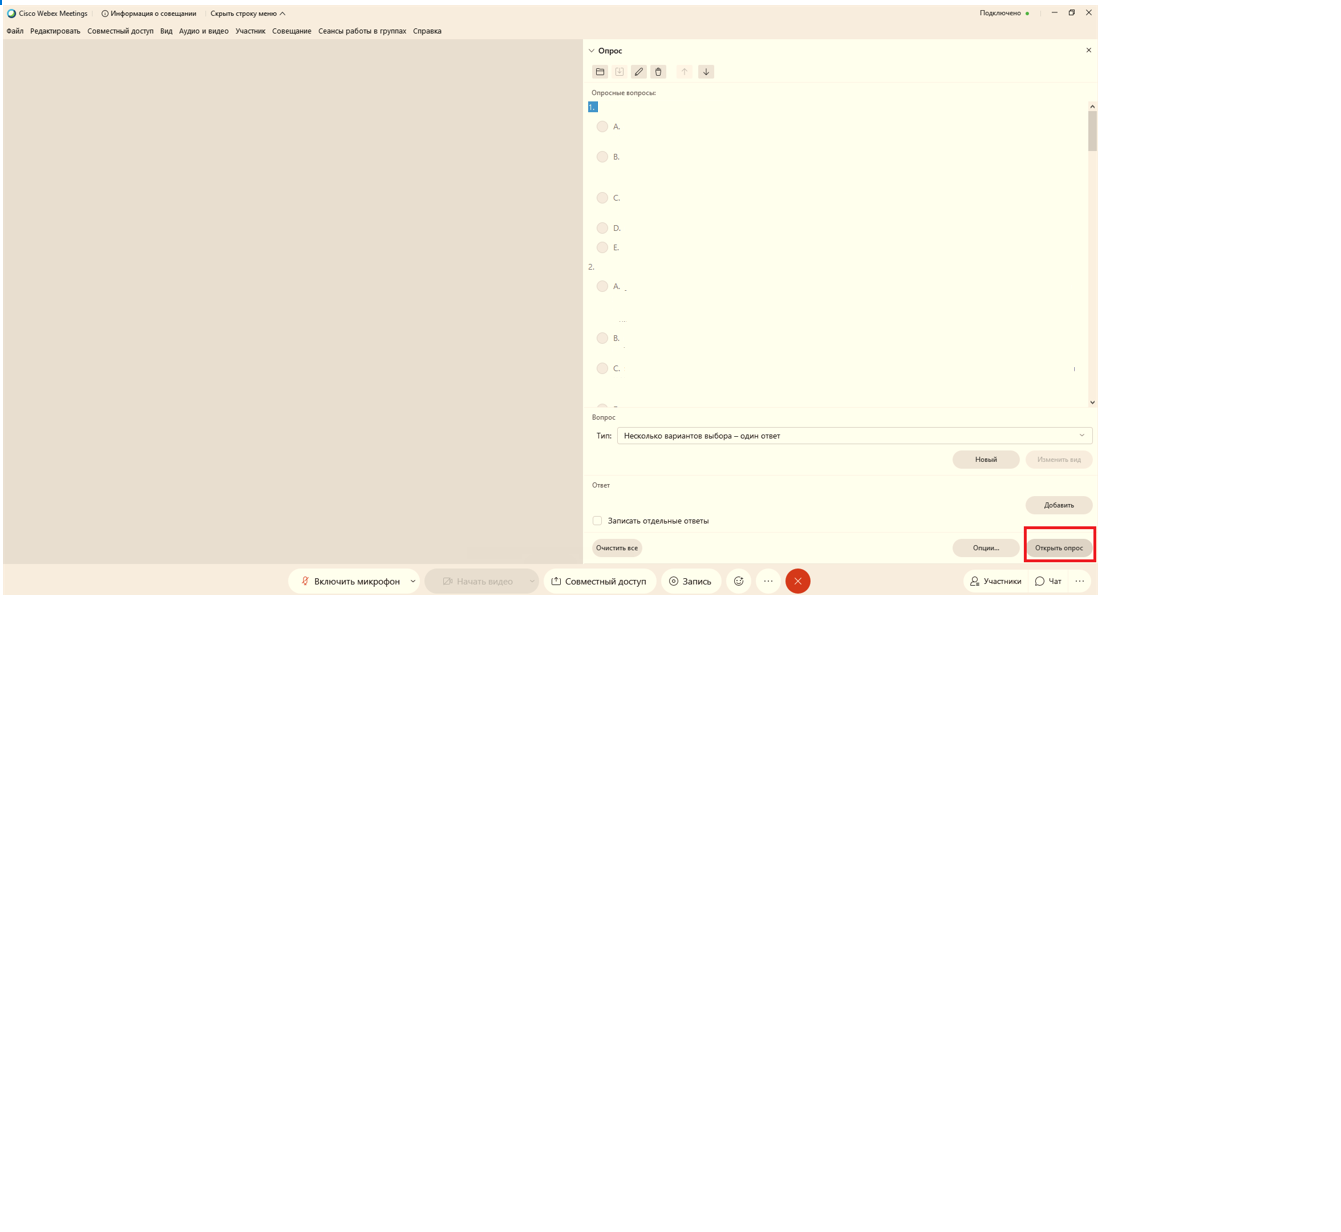 Cisco Webex Meetings Информация о совещании Скрыть строку меню Подключено
Файл Редактировать Совместный доступ Вид Аудио и видео Участник Совещание Сеансы работы в группах Справка
Опрос
Опросные вопросы:
1.
A.
B.
C.
D.
E.
2.
A.
B.
C.
Вопрос
Тип: Несколько вариантов выбора – один ответ
Новый Изменить вид
Ответ
Добавить
Записать отдельные ответы
Очистить все Опции... Открыть опрос
Включить микрофон Начать видео Совместный доступ Запись Участники Чат